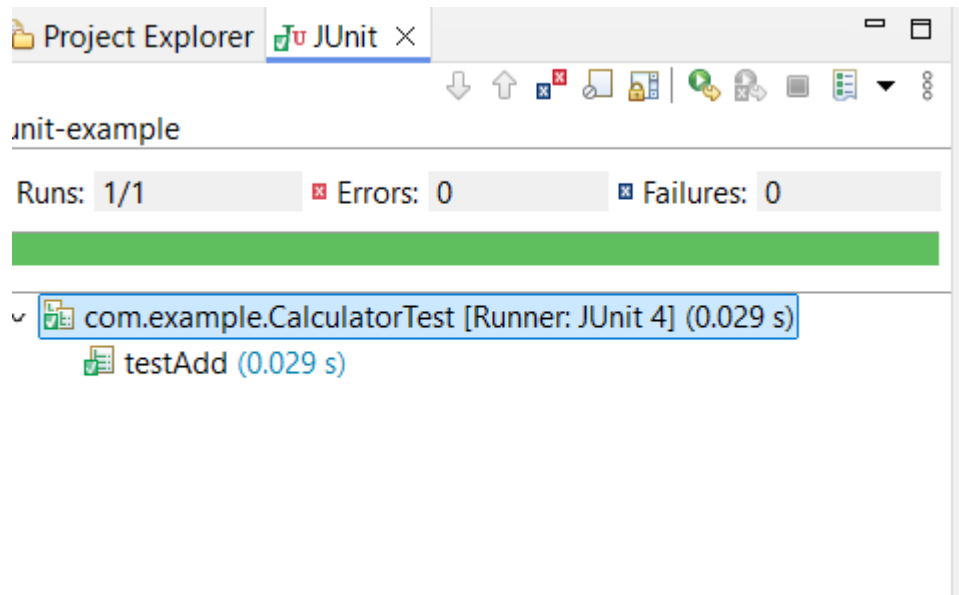 Project Explorer JU JUnit
unit-example
Runs: 1/1 Errors: 0 Failures: 0
com.example.CalculatorTest [Runner: JUnit 4] (0.029 s)
testAdd (0.029 s)